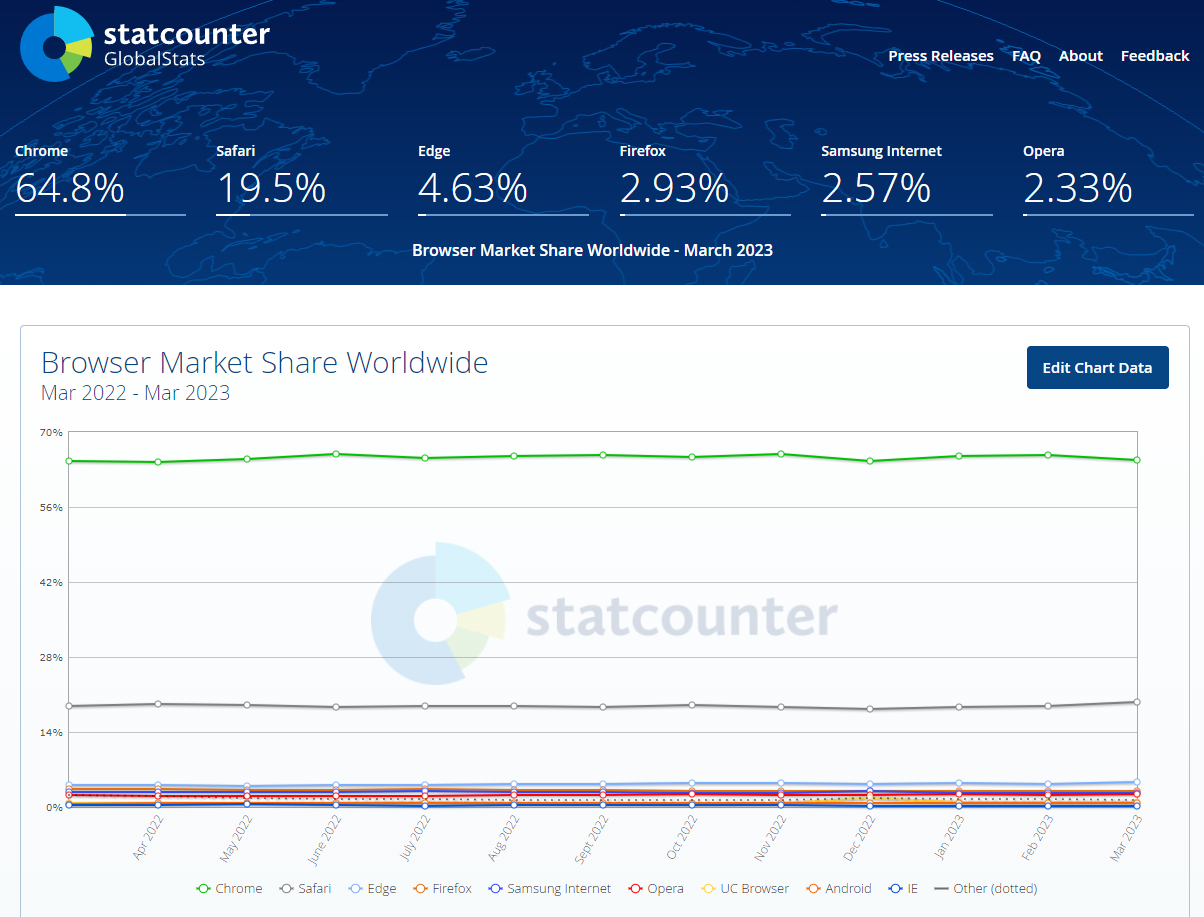 statcounter
GlobalStats
Press Releases FAQ About Feedback
Chrome Safari Edge Firefox Samsung Internet Opera
64.8% 19.5% 4.63% 2.93% 2.57% 2.33%
Browser Market Share Worldwide - March 2023
Browser Market Share Worldwide
Mar 2022 - Mar 2023
Edit Chart Data
70%
56%
42%
statcounter
28%
14%
0%
Apr 2022 May 2022 June 2022 July 2022 Aug 2022 Sept 2022 Oct 2022 Nov 2022 Dec 2022 Jan 2023 Feb 2023 Mar 2023
Chrome Safari Edge Firefox Samsung Internet Opera UC Browser Android IE Other (dotted)